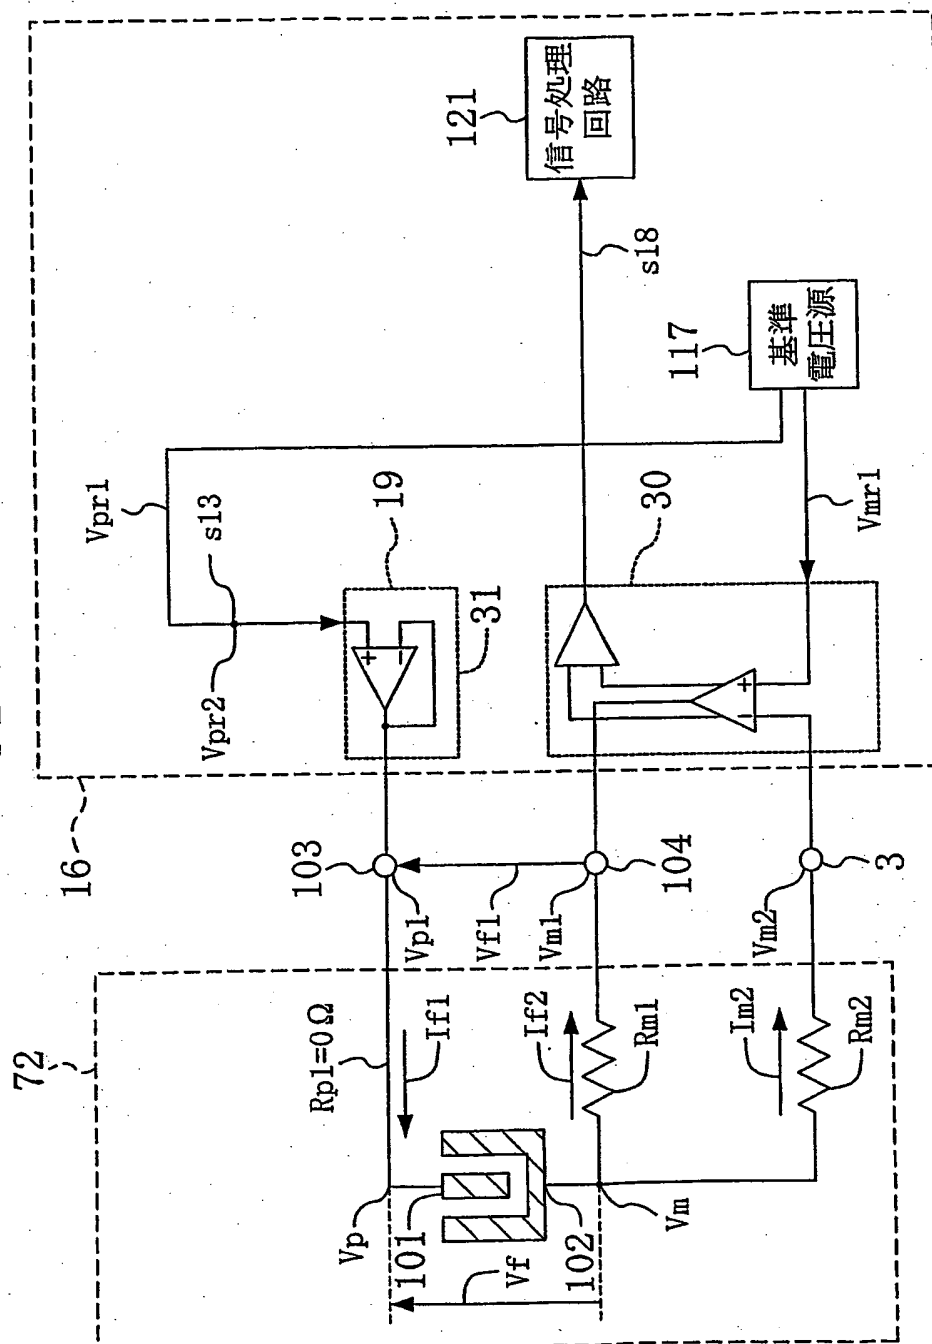 72
16
Vp
101
Vf
102
Vm
Rp1=0Ω
If1
If2
Rm1
Im2
Rm2
103
Vp1
Vf1
Vm1
104
Vm2
3
Vpr1
s13
Vpr2
19
31
+
−
30
+
−
Vmr1
117
基準
電圧源
s18
121
信号処理
回路